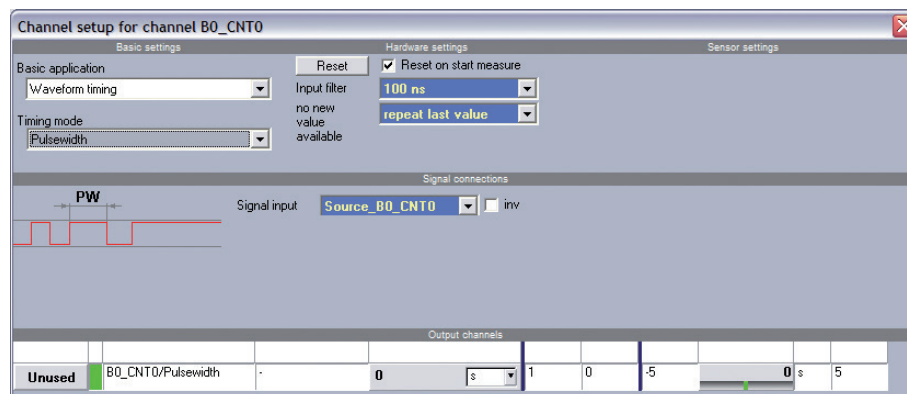 Channel setup for channel B0_CNT0
Basic settings
Hardware settings
Sensor settings
Basic application
Waveform timing
Timing mode
Pulsewidth
Reset
Reset on start measure
Input filter
100 ns
no new
value
available
repeat last value
Signal connections
PW
Signal input
Source_B0_CNT0
inv
Output channels
Unused B0_CNT0/Pulsewidth - 0 s 1 0 -5 0 s 5